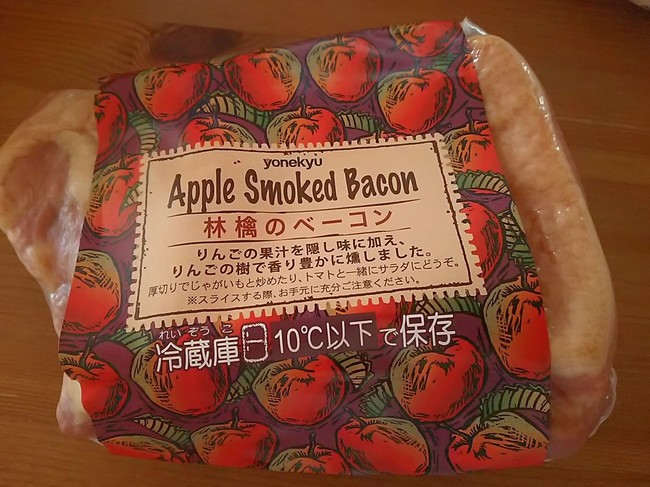 yonekyu
Apple Smoked Bacon
林檎のベーコン
りんごの果汁を隠し味に加え、
りんごの樹で香り豊かに燻しました。
厚切りでじゃがいもと炒めたり、トマトと一緒にサラダにどうぞ。
※スライスする際、お手元に充分ご注意ください。
れいぞうこ
冷蔵庫 10℃以下で保存